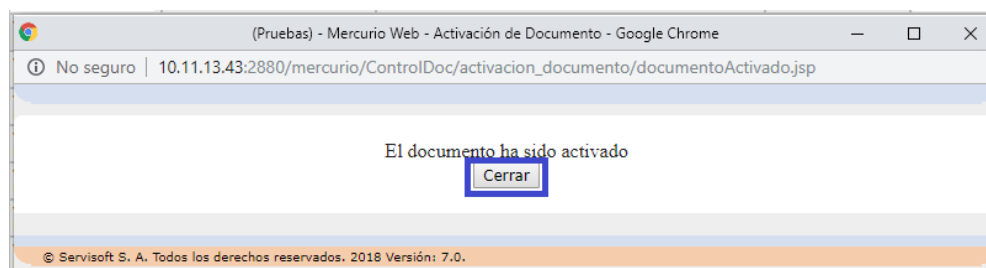 (Pruebas) - Mercurio Web - Activación de Documento - Google Chrome
No seguro | 10.11.13.43:2880/mercurio/ControlDoc/activacion_documento/documentoActivado.jsp
El documento ha sido activado
Cerrar
© Servisoft S. A. Todos los derechos reservados. 2018 Versión: 7.0.